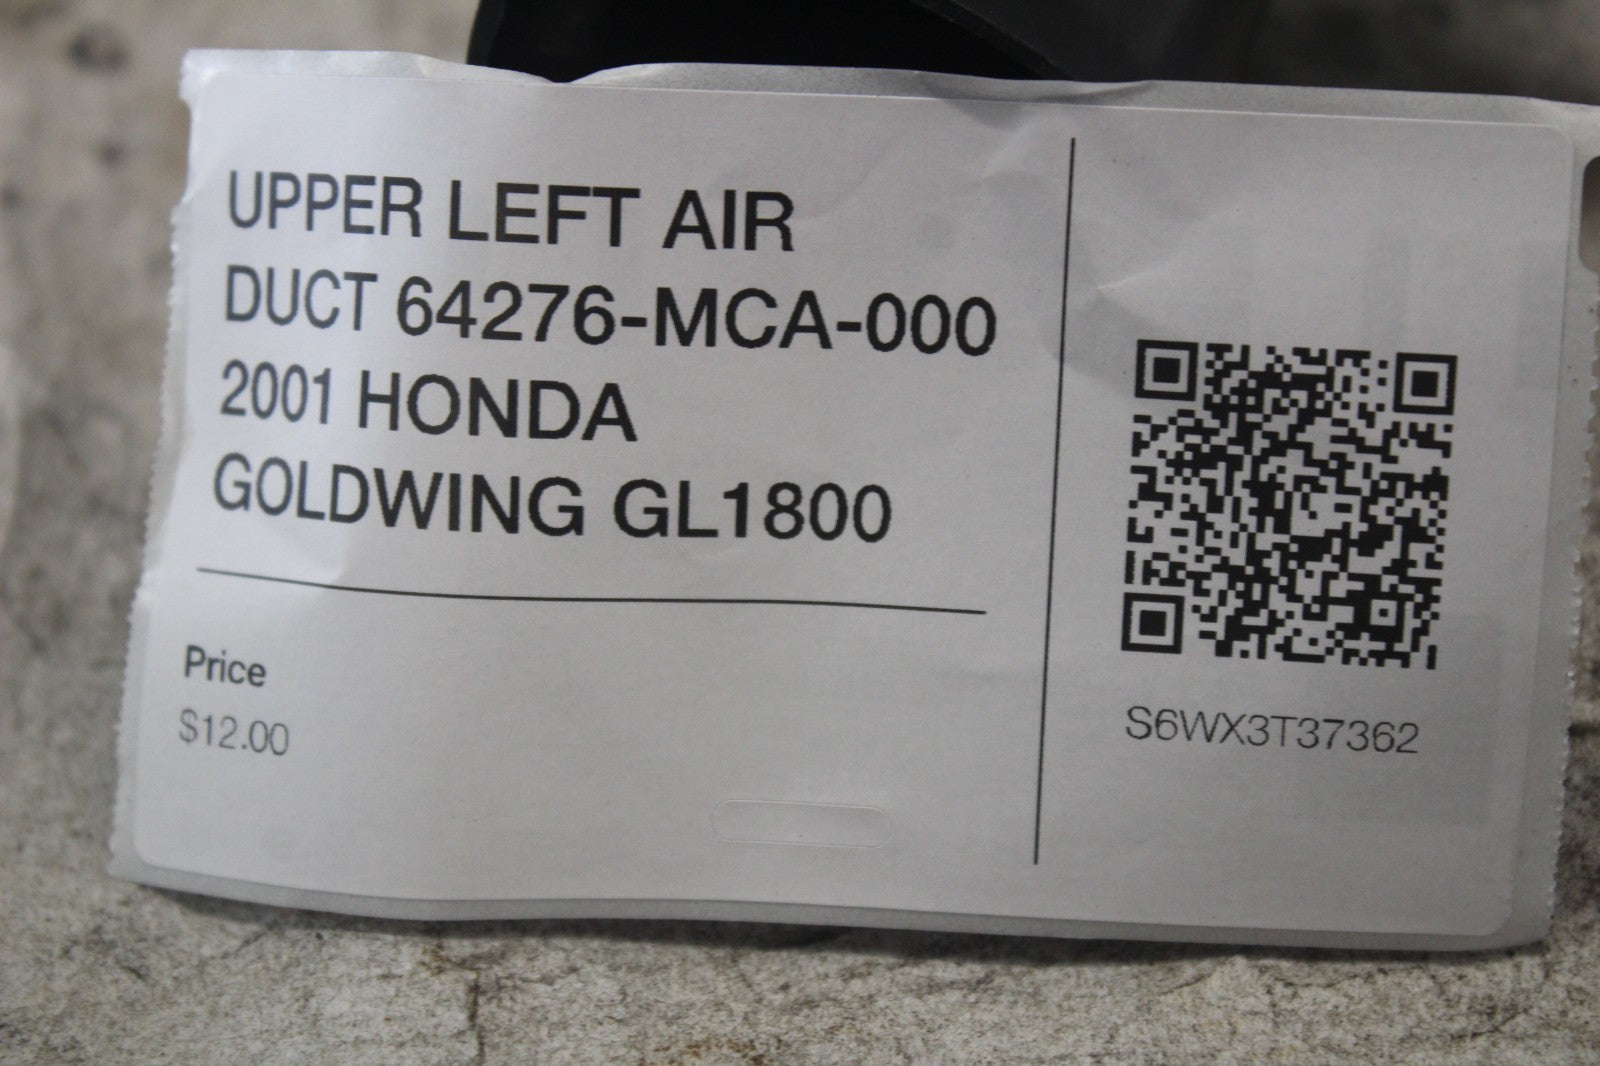 UPPER LEFT AIR
DUCT 64276-MCA-000
2001 HONDA
GOLDWING GL1800
Price
$12.00
S6WX3T37362